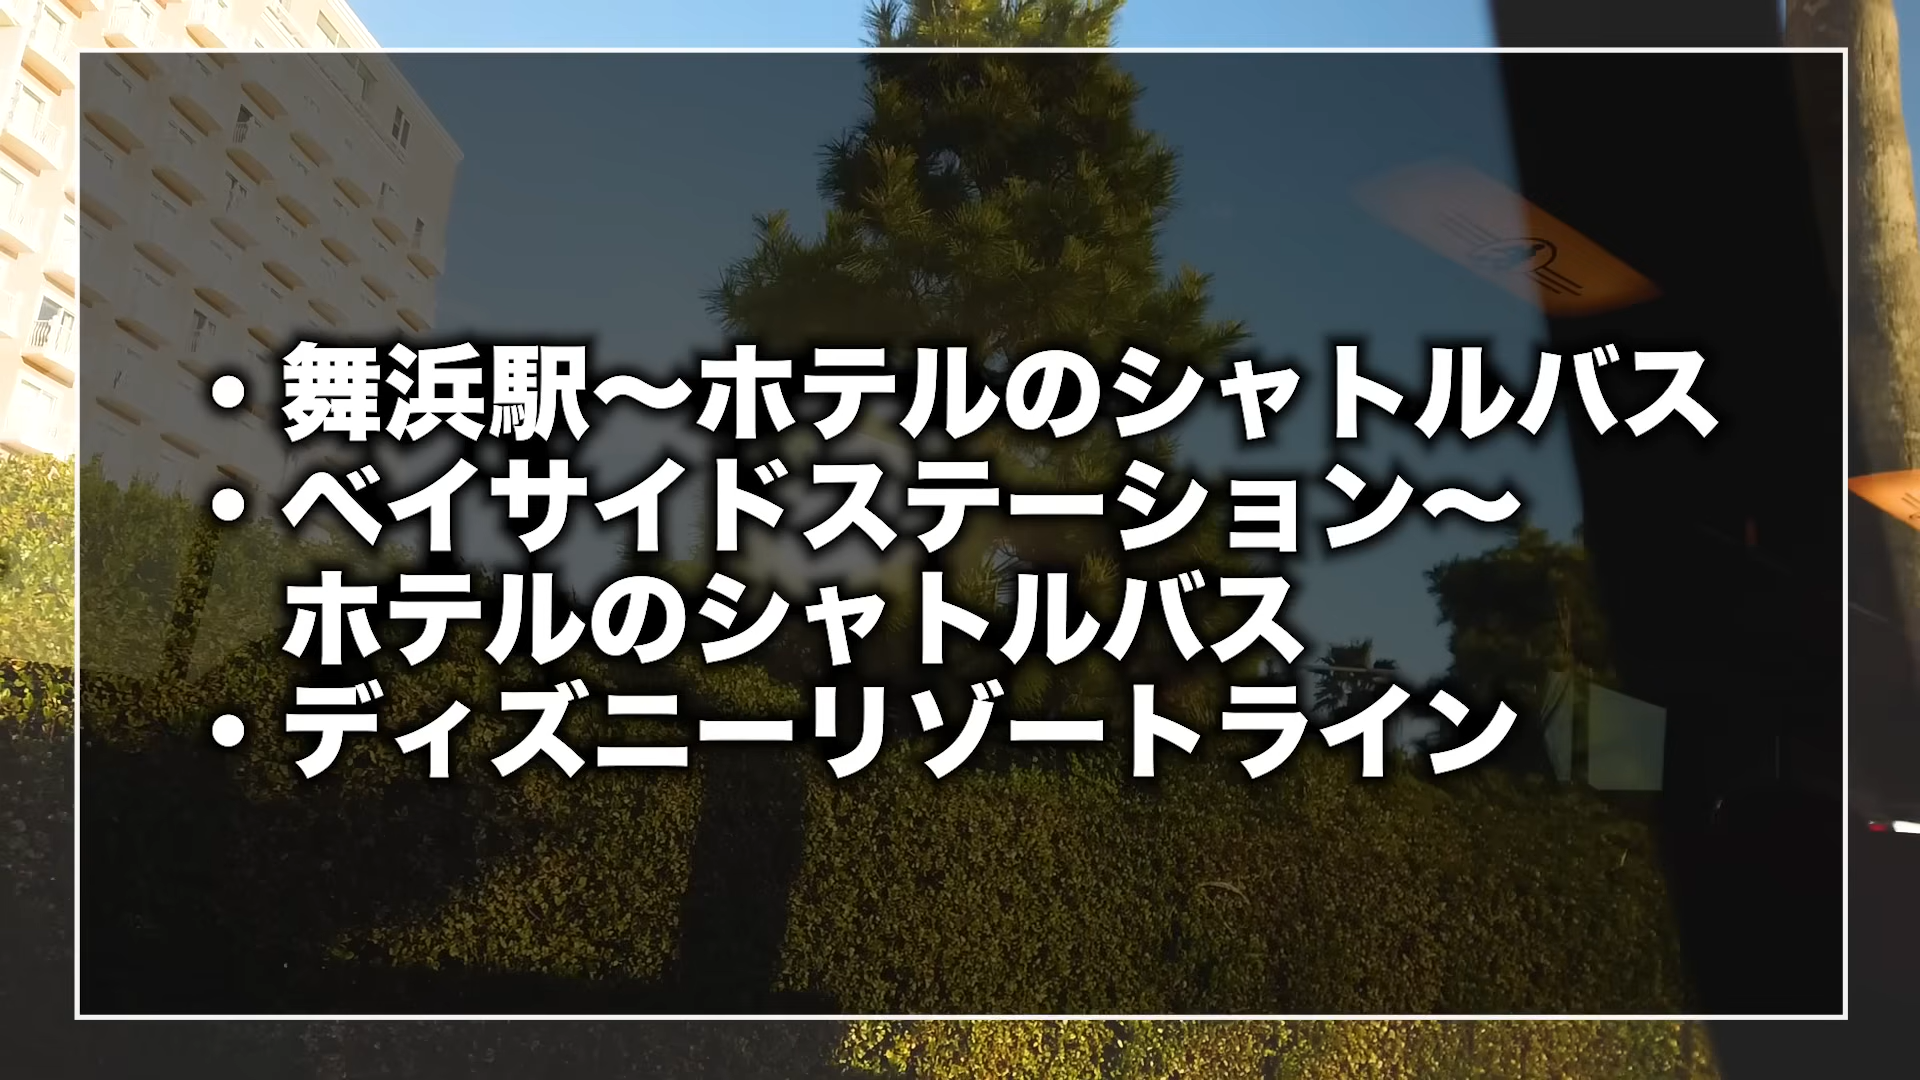 ・舞浜駅〜ホテルのシャトルバス
・ベイサイドステーション〜
ホテルのシャトルバス
・ディズニーリゾートライン